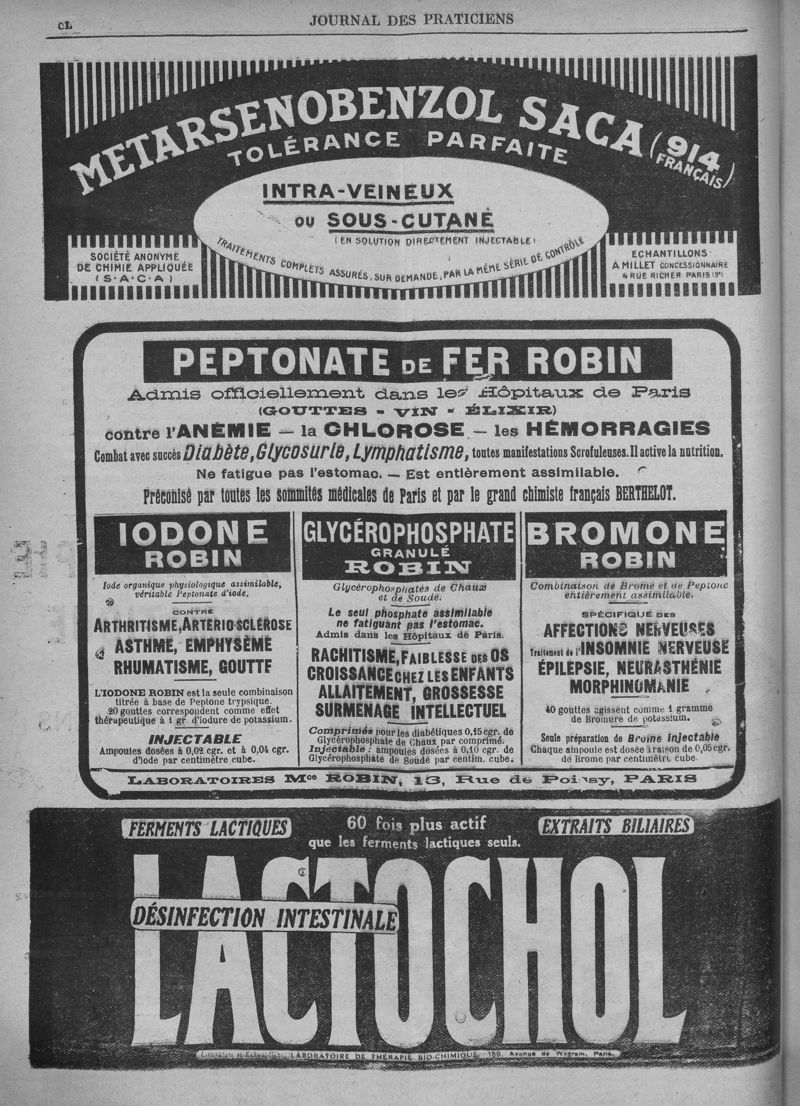 CL
JOURNAL DES PRATICIENS
METARSENOBENZOL SACA (914 FRANÇAIS)
TOLÉRANCE PARFAITE
INTRA-VEINEUX
OU SOUS-CUTANÉ
(EN SOLUTION DIRECTEMENT INJECTABLE)
TRAITEMENTS COMPLETS ASSURÉS, SUR DEMANDE, PAR LA MÊME SÉRIE DE CONTRÔLE
SOCIÉTÉ ANONYME
DE CHIMIE APPLIQUÉE
(S·A·C·A)
ECHANTILLONS
A MILLET CONCESSIONNAIRE
4 RUE RICHER PARIS (9e)
PEPTONATE DE FER ROBIN
Admis officiellement dans les Hôpitaux de Paris
(GOUTTES - VIN - ÉLIXIR)
contre l'ANÉMIE — la CHLOROSE — les HÉMORRAGIES
Combat avec succès Diabète, Glycosurie, Lymphatisme, toutes manifestations Scrofuleuses. Il active la nutrition.
Ne fatigue pas l'estomac. — Est entièrement assimilable.
Préconisé par toutes les sommités médicales de Paris et par le grand chimiste français BERTHELOT.
IODONE
ROBIN
Iode organique physiologique assimilable,
véritable Peptonate d'iode.
CONTRE
ARTHRITISME, ARTÉRIO-SCLÉROSE
ASTHME, EMPHYSÈME
RHUMATISME, GOUTTE
L'IODONE ROBIN est la seule combinaison
titrée à base de Peptone trypsique.
20 gouttes correspondent comme effet
thérapeutique à 1 gr. d'iodure de potassium.
INJECTABLE
Ampoules dosées à 0,02 cgr. et à 0,04 cgr.
d'iode par centimètre cube.
GLYCÉROPHOSPHATE
GRANULÉ
ROBIN
Glycérophosphates de Chaux
et de Soude.
Le seul phosphate assimilable
ne fatiguant pas l'estomac.
Admis dans les Hôpitaux de Paris.
RACHITISME, FAIBLESSE DES OS
CROISSANCE CHEZ LES ENFANTS
ALLAITEMENT, GROSSESSE
SURMENAGE INTELLECTUEL
Comprimés pour les diabétiques 0,15 cgr. de
Glycérophosphate de Chaux par comprimé.
Injectable : ampoules dosées à 0,10 cgr. de
Glycérophosphate de Soude par centim. cube.
BROMONE
ROBIN
Combinaison de Brome et de Peptone
entièrement assimilable.
SPÉCIFIQUE DES
AFFECTIONS NERVEUSES
Traitement de l'INSOMNIE NERVEUSE
ÉPILEPSIE, NEURASTHÉNIE
MORPHINOMANIE
40 gouttes agissent comme 1 gramme
de Bromure de potassium.
Seule préparation de Brome injectable
Chaque ampoule est dosée à raison de 0,05 cgr.
de Brome par centimètre cube.
LABORATOIRES Mce ROBIN, 13, Rue de Poissy, PARIS
FERMENTS LACTIQUES
60 fois plus actif
que les ferments lactiques seuls.
EXTRAITS BILIAIRES
LACTOCHOL
DÉSINFECTION INTESTINALE
LABORATOIRE DE THÉRAPIE BIO-CHIMIQUE, 159, Avenue de Wagram, Paris.